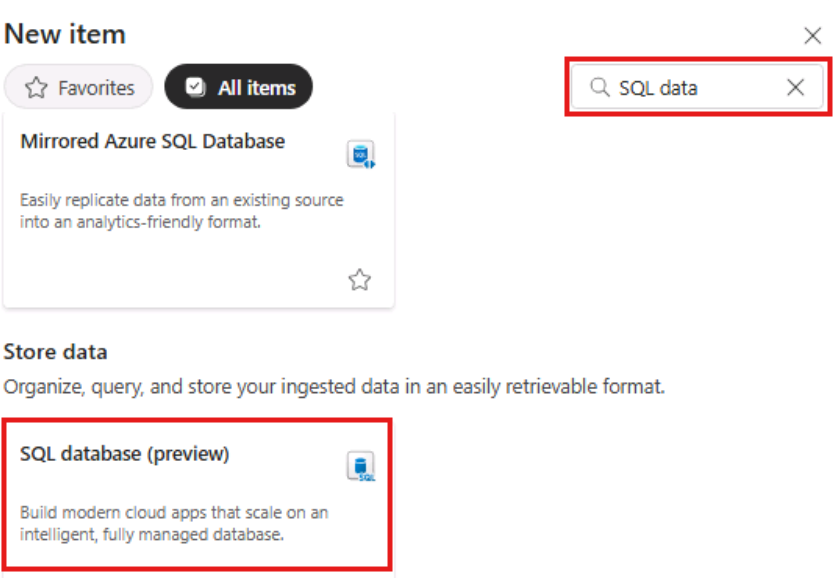 New item
Favorites
All items
SQL data
Mirrored Azure SQL Database
SQL
Easily replicate data from an existing source
into an analytics-friendly format.
Store data
Organize, query, and store your ingested data in an easily retrievable format.
SQL database (preview)
SQL
Build modern cloud apps that scale on an
intelligent, fully managed database.